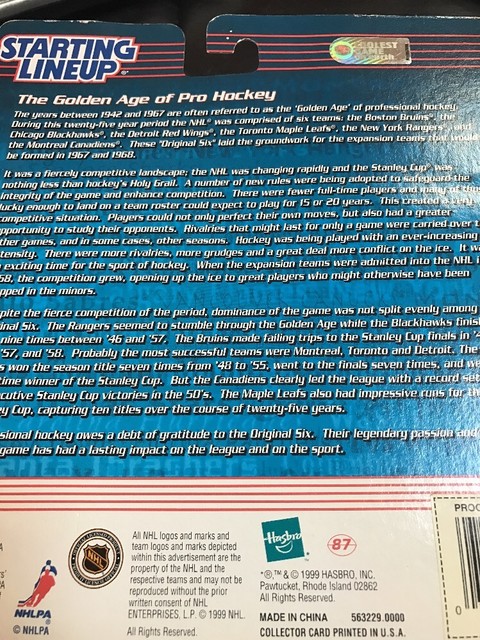 STARTING
LINEUP®
The Golden Age of Pro Hockey
The years between 1942 and 1967 are often referred to as the 'Golden Age' of professional hockey.
During this twenty-five year period the NHL® was comprised of six teams: the Boston Bruins®, the
Chicago Blackhawks®, the Detroit Red Wings®, the Toronto Maple Leafs®, the New York Rangers®, and
the Montreal Canadiens®. These "Original Six" laid the groundwork for the expansion teams that would
be formed in 1967 and 1968.
It was a fiercely competitive landscape; the NHL was changing rapidly and the Stanley Cup® was
nothing less than hockey's Holy Grail. A number of new rules were being adopted to safeguard the
integrity of the game and enhance competition. There were fewer full-time players and many of those
lucky enough to land on a team roster could expect to play for 15 or 20 years. This created a very
competitive situation. Players could not only perfect their own moves, but also had a greater
opportunity to study their opponents. Rivalries that might last for only a game were carried over t
ther games, and in some cases, other seasons. Hockey was being played with an ever-increasing
tensity. There were more rivalries, more grudges and a great deal more conflict on the ice. It wa
exciting time for the sport of hockey. When the expansion teams were admitted into the NHL i
68, the competition grew, opening up the ice to great players who might otherwise have been
pped in the minors.
pite the fierce competition of the period, dominance of the game was not split evenly among
inal Six. The Rangers seemed to stumble through the Golden Age while the Blackhawks finish
nine times between '46 and '57. The Bruins made failing trips to the Stanley Cup finals in '4
'57, and '58. Probably the most successful teams were Montreal, Toronto and Detroit. The
s won the season title seven times from '48 to '55, went to the finals seven times, and we
time winner of the Stanley Cup. But the Canadiens clearly led the league with a record set
cutive Stanley Cup victories in the 50's. The Maple Leafs also had impressive runs for th
ey Cup, capturing ten titles over the course of twenty-five years.
sional hockey owes a debt of gratitude to the Original Six. Their legendary passion and
game has had a lasting impact on the league and on the sport.
NHLPA
© NHLPA
NHL
All NHL logos and marks and
team logos and marks depicted
within this advertisement are the
property of the NHL and the
respective teams and may not be
reproduced without the prior
written consent of NHL
ENTERPRISES, L.P. © 1999 NHL.
All Rights Reserved.
Hasbro
87
*®,™& © 1999 HASBRO, INC.
Pawtucket, Rhode Island 02862
All Rights Reserved.
MADE IN CHINA 563229.0000
COLLECTOR CARD PRINTED IN U.S.A.
PROO
0